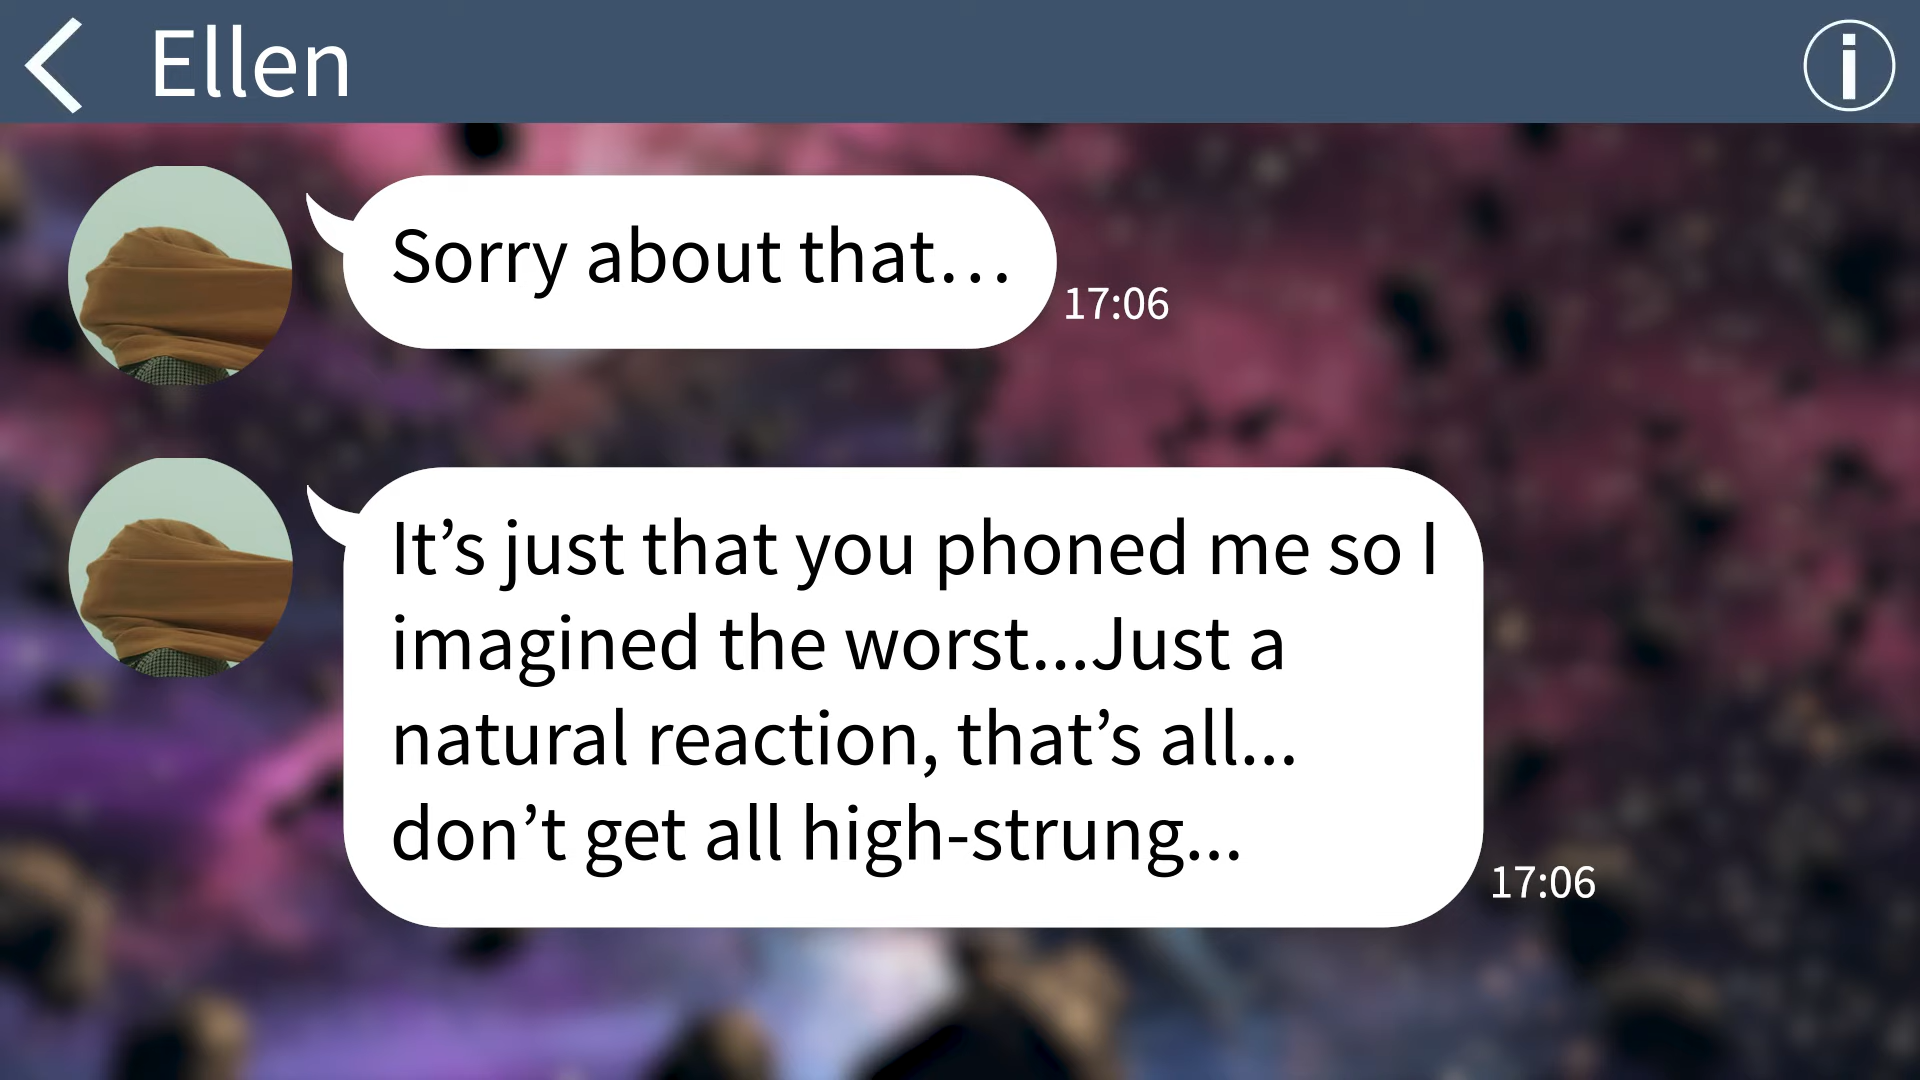 Ellen
Sorry about that…
17:06
It’s just that you phoned me so I
imagined the worst...Just a
natural reaction, that’s all...
don’t get all high-strung...
17:06